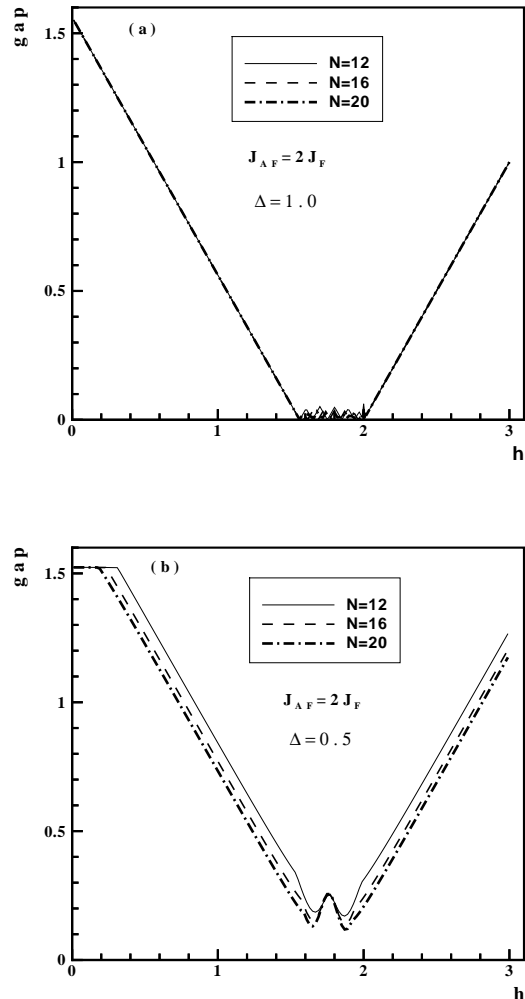 gap
(a)
1.5
1
0.5
0
0 1 2 3
h
N=12
N=16
N=20
J_AF = 2 J_F
Δ = 1.0
gap
(b)
1.5
1
0.5
0
0 1 2 3
h
N=12
N=16
N=20
J_AF = 2 J_F
Δ = 0.5